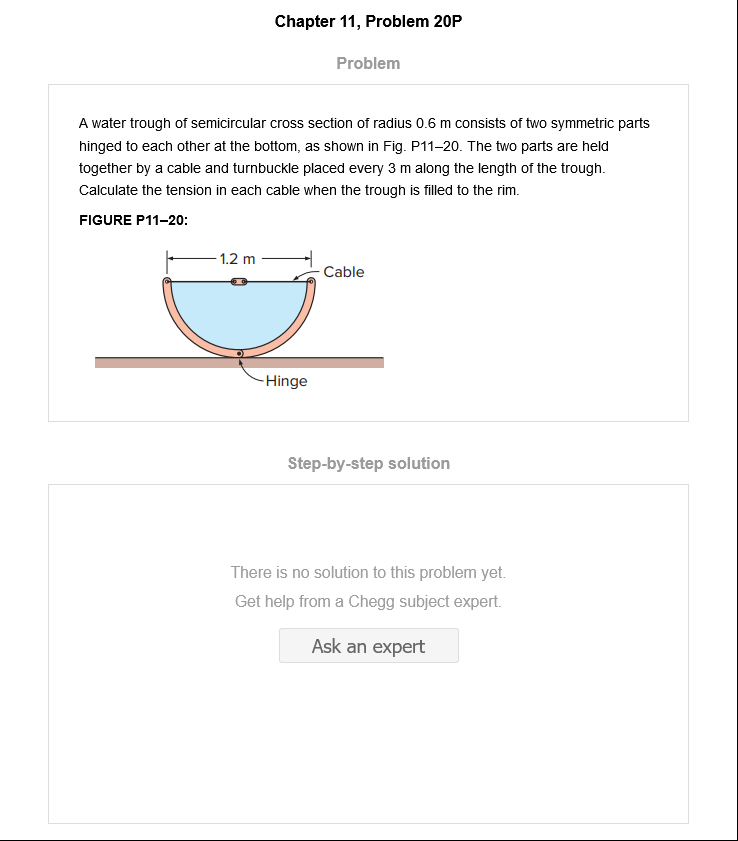 Chapter 11, Problem 20P
Problem
A water trough of semicircular cross section of radius 0.6 m consists of two symmetric parts
hinged to each other at the bottom, as shown in Fig. P11–20. The two parts are held
together by a cable and turnbuckle placed every 3 m along the length of the trough.
Calculate the tension in each cable when the trough is filled to the rim.
FIGURE P11–20:
1.2 m
Cable
Hinge
Step-by-step solution
There is no solution to this problem yet.
Get help from a Chegg subject expert.
Ask an expert